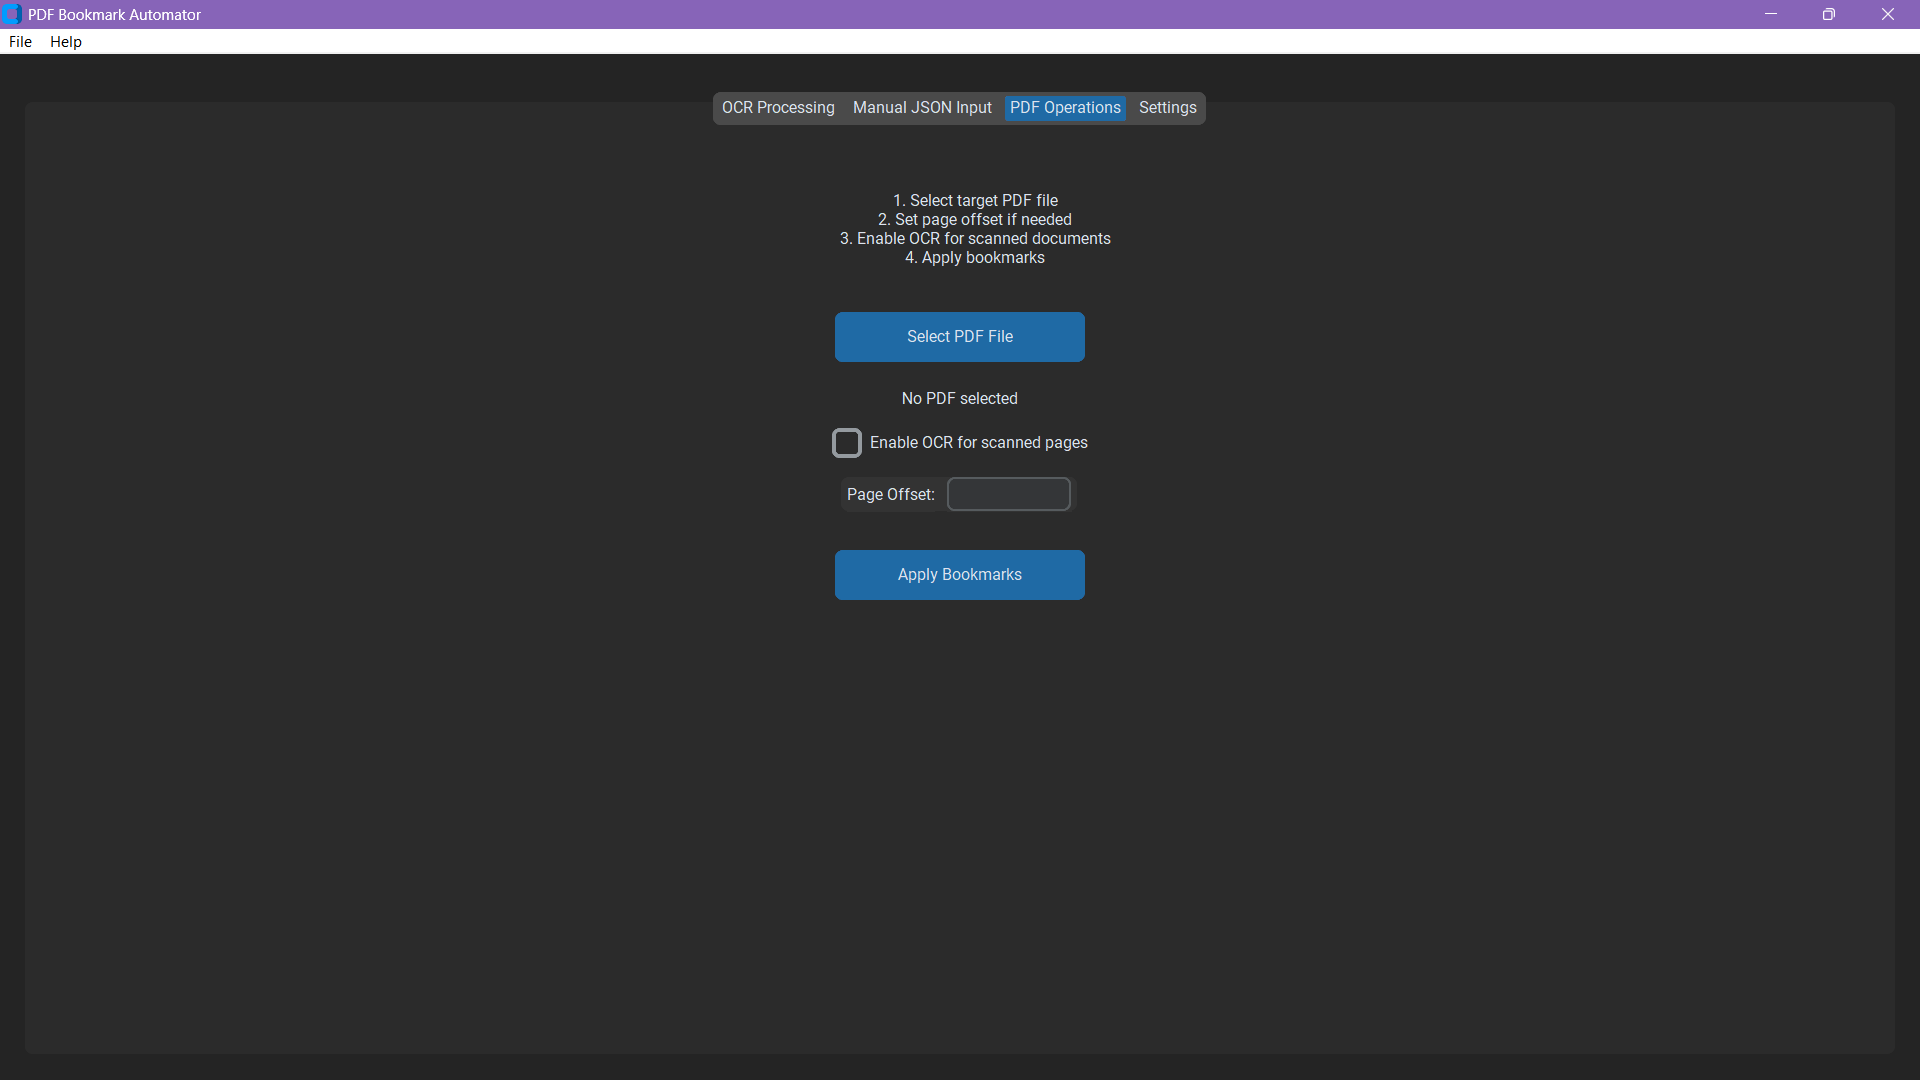 PDF Bookmark Automator
File Help
OCR Processing Manual JSON Input PDF Operations Settings
1. Select target PDF file
2. Set page offset if needed
3. Enable OCR for scanned documents
4. Apply bookmarks
Select PDF File
No PDF selected
Enable OCR for scanned pages
Page Offset:
Apply Bookmarks